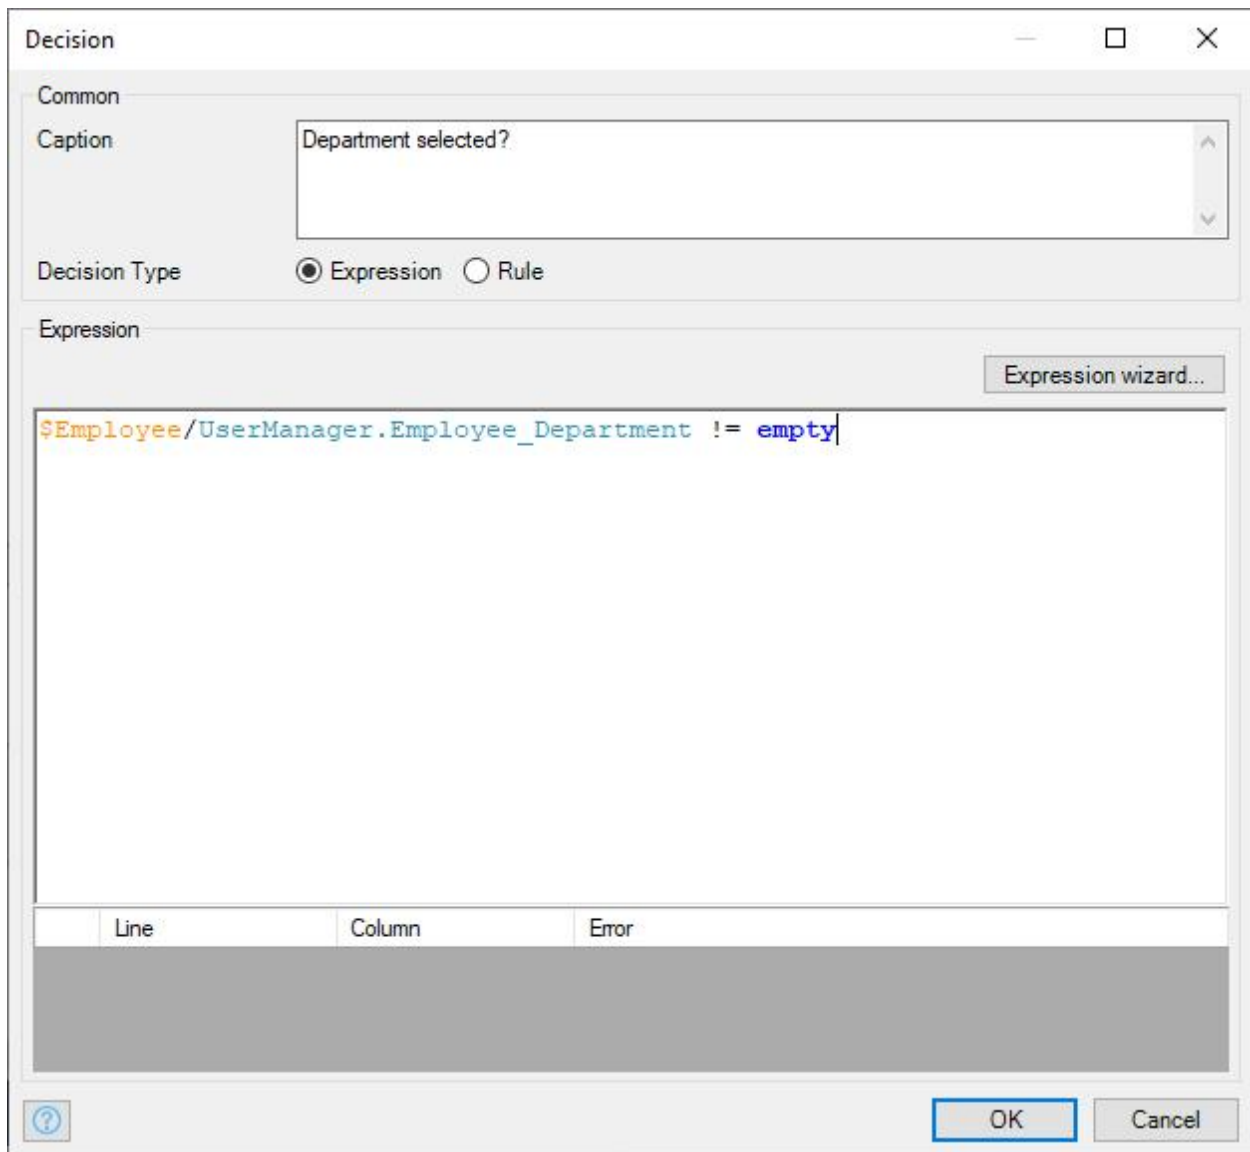 Decision
Common
Caption
Department selected?
Decision Type
Expression
Rule
Expression
Expression wizard...
$Employee/UserManager.Employee_Department != empty
Line Column Error
?
OK
Cancel